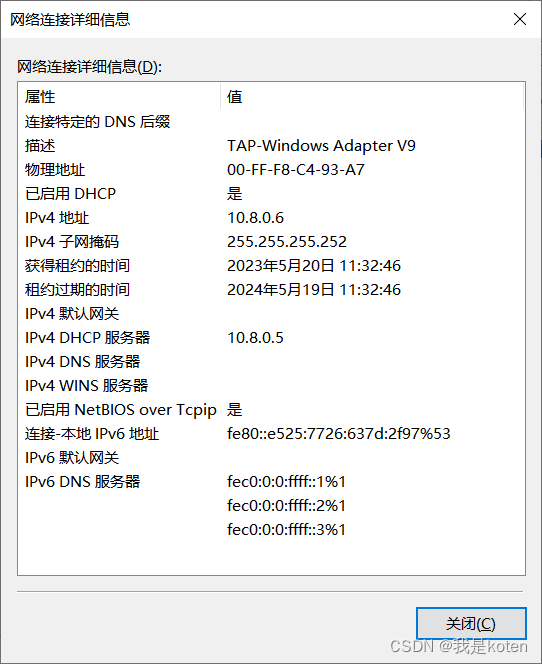 网络连接详细信息
网络连接详细信息(D):
属性 值
连接特定的 DNS 后缀
描述 TAP-Windows Adapter V9
物理地址 00-FF-F8-C4-93-A7
已启用 DHCP 是
IPv4 地址 10.8.0.6
IPv4 子网掩码 255.255.255.252
获得租约的时间 2023年5月20日 11:32:46
租约过期的时间 2024年5月19日 11:32:46
IPv4 默认网关
IPv4 DHCP 服务器 10.8.0.5
IPv4 DNS 服务器
IPv4 WINS 服务器
已启用 NetBIOS over Tcpip 是
连接-本地 IPv6 地址 fe80::e525:7726:637d:2f97%53
IPv6 默认网关
IPv6 DNS 服务器 fec0:0:0:ffff::1%1
fec0:0:0:ffff::2%1
fec0:0:0:ffff::3%1
关闭(C)
CSDN @我是koten